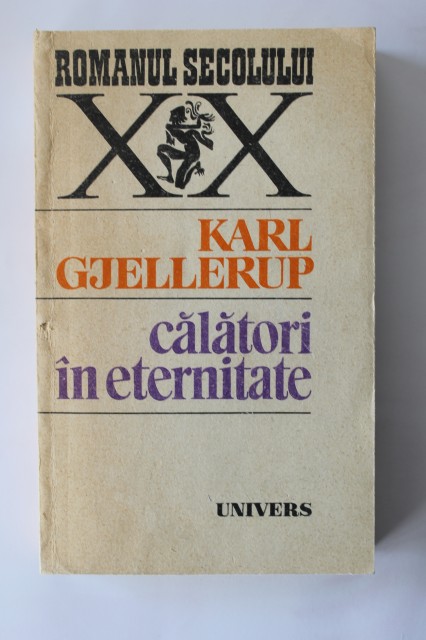 ROMANUL SECOLULUI
XX
KARL
GJELLERUP
călători
în eternitate
UNIVERS